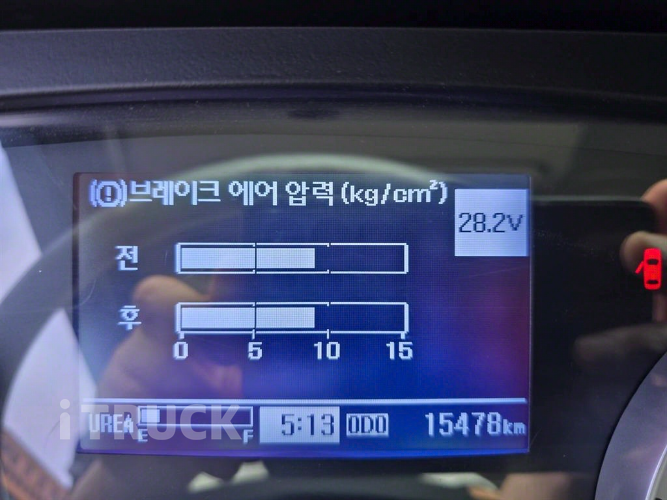 (!)브레이크 에어 압력 (kg/cm²)
28.2V
전
후
0 5 10 15
UREA E F 5:13 ODO 15478km
iTRUCK